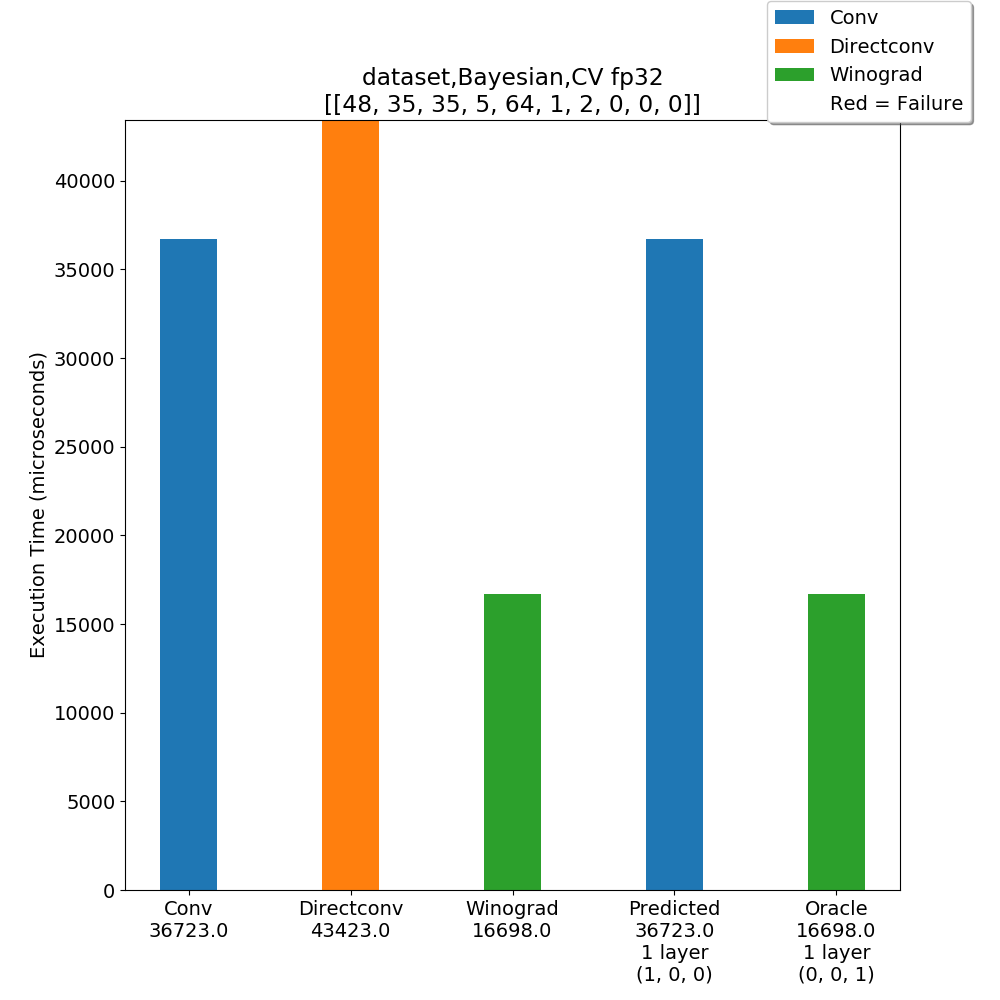 Conv
Directconv
Winograd
Red = Failure
dataset,Bayesian,CV fp32
[[48, 35, 35, 5, 64, 1, 2, 0, 0, 0]]
Execution Time (microseconds)
40000
35000
30000
25000
20000
15000
10000
5000
0
Conv
36723.0
Directconv
43423.0
Winograd
16698.0
Predicted
36723.0
1 layer
(1, 0, 0)
Oracle
16698.0
1 layer
(0, 0, 1)